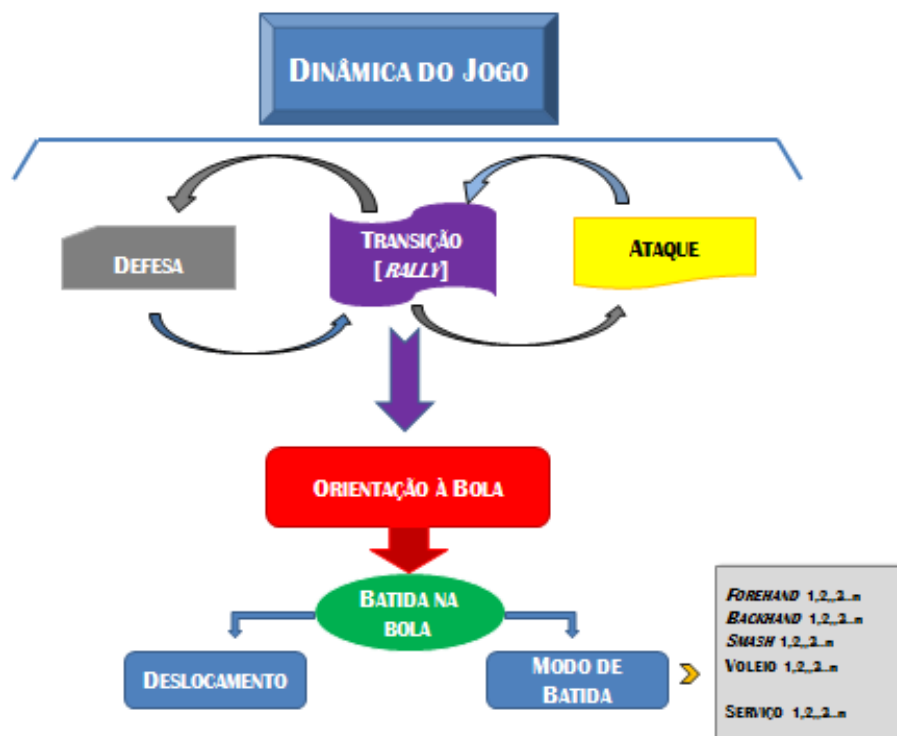 DINÂMICA DO JOGO
DEFESA
TRANSIÇÃO
[RALLY]
ATAQUE
ORIENTAÇÃO À BOLA
BATIDA NA
BOLA
DESLOCAMENTO
MODO DE
BATIDA
FOREHAND 1,2,,3...n
BACKHAND 1,2,,3...n
SMASH 1,2,,3...n
VOLEIO 1,2,,3...n
SERVIÇO 1,2,,3...n